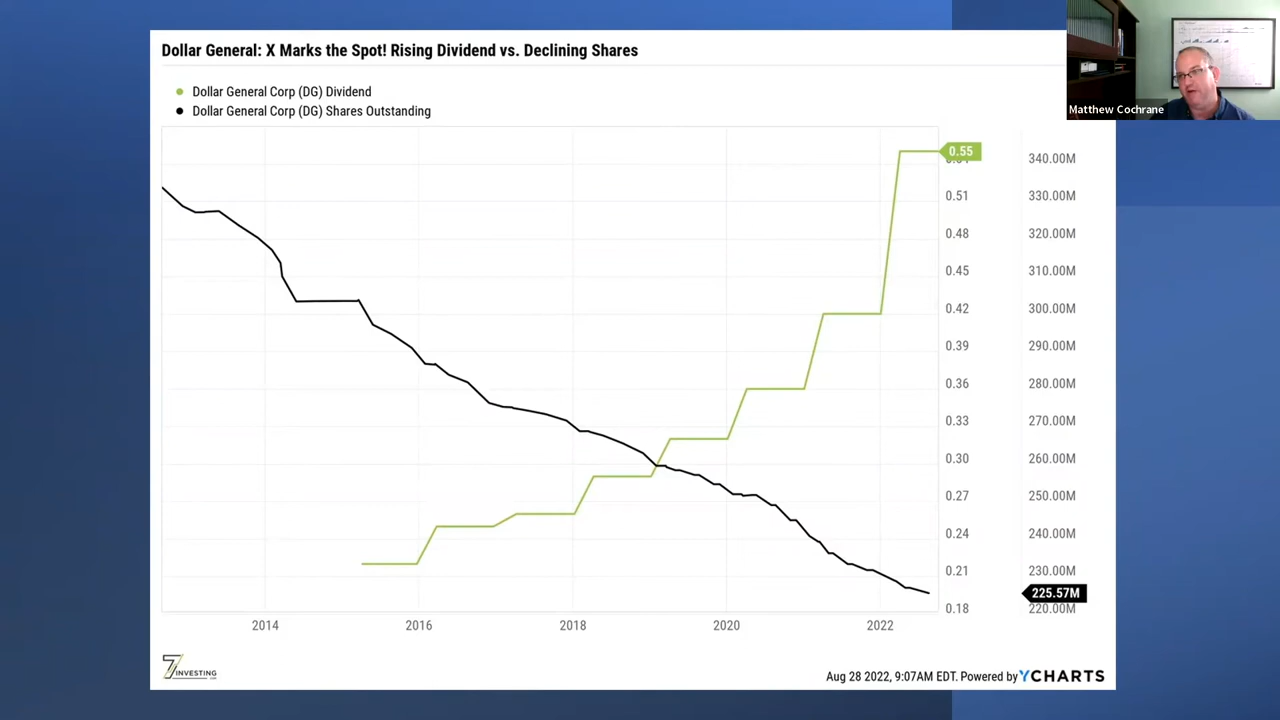 Dollar General: X Marks the Spot! Rising Dividend vs. Declining Shares
Matthew Cochrane
Dollar General Corp (DG) Dividend
Dollar General Corp (DG) Shares Outstanding
0.55
340.00M
0.51
330.00M
0.48
320.00M
0.45
310.00M
0.42
300.00M
0.39
290.00M
0.36
280.00M
0.33
270.00M
0.30
260.00M
0.27
250.00M
0.24
240.00M
0.21
230.00M
225.57M
0.18
220.00M
2014
2016
2018
2020
2022
7INVESTING
Aug 28 2022, 9:07AM EDT. Powered by YCHARTS